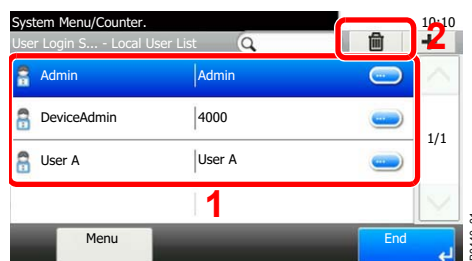 System Menu/Counter.
10:10
User Login S... - Local User List
2
Admin
Admin
DeviceAdmin
4000
1/1
User A
User A
1
Menu
End